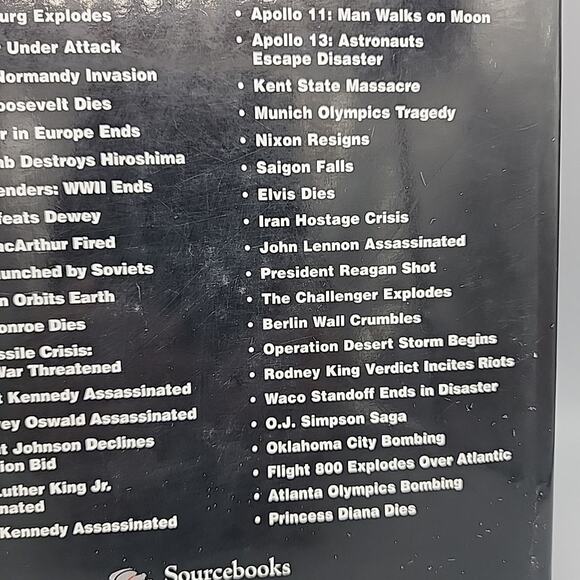 urg Explodes
Under Attack
Normandy Invasion
oosevelt Dies
r in Europe Ends
mb Destroys Hiroshima
enders: WWII Ends
feats Dewey
acArthur Fired
aunched by Soviets
n Orbits Earth
onroe Dies
ssile Crisis:
War Threatened
t Kennedy Assassinated
vey Oswald Assassinated
nt Johnson Declines
ion Bid
Luther King Jr.
nated
Kennedy Assassinated
• Apollo 11: Man Walks on Moon
• Apollo 13: Astronauts
Escape Disaster
• Kent State Massacre
• Munich Olympics Tragedy
• Nixon Resigns
• Saigon Falls
• Elvis Dies
• Iran Hostage Crisis
• John Lennon Assassinated
• President Reagan Shot
• The Challenger Explodes
• Berlin Wall Crumbles
• Operation Desert Storm Begins
• Rodney King Verdict Incites Riots
• Waco Standoff Ends in Disaster
• O.J. Simpson Saga
• Oklahoma City Bombing
• Flight 800 Explodes Over Atlantic
• Atlanta Olympics Bombing
• Princess Diana Dies
Sourcebooks